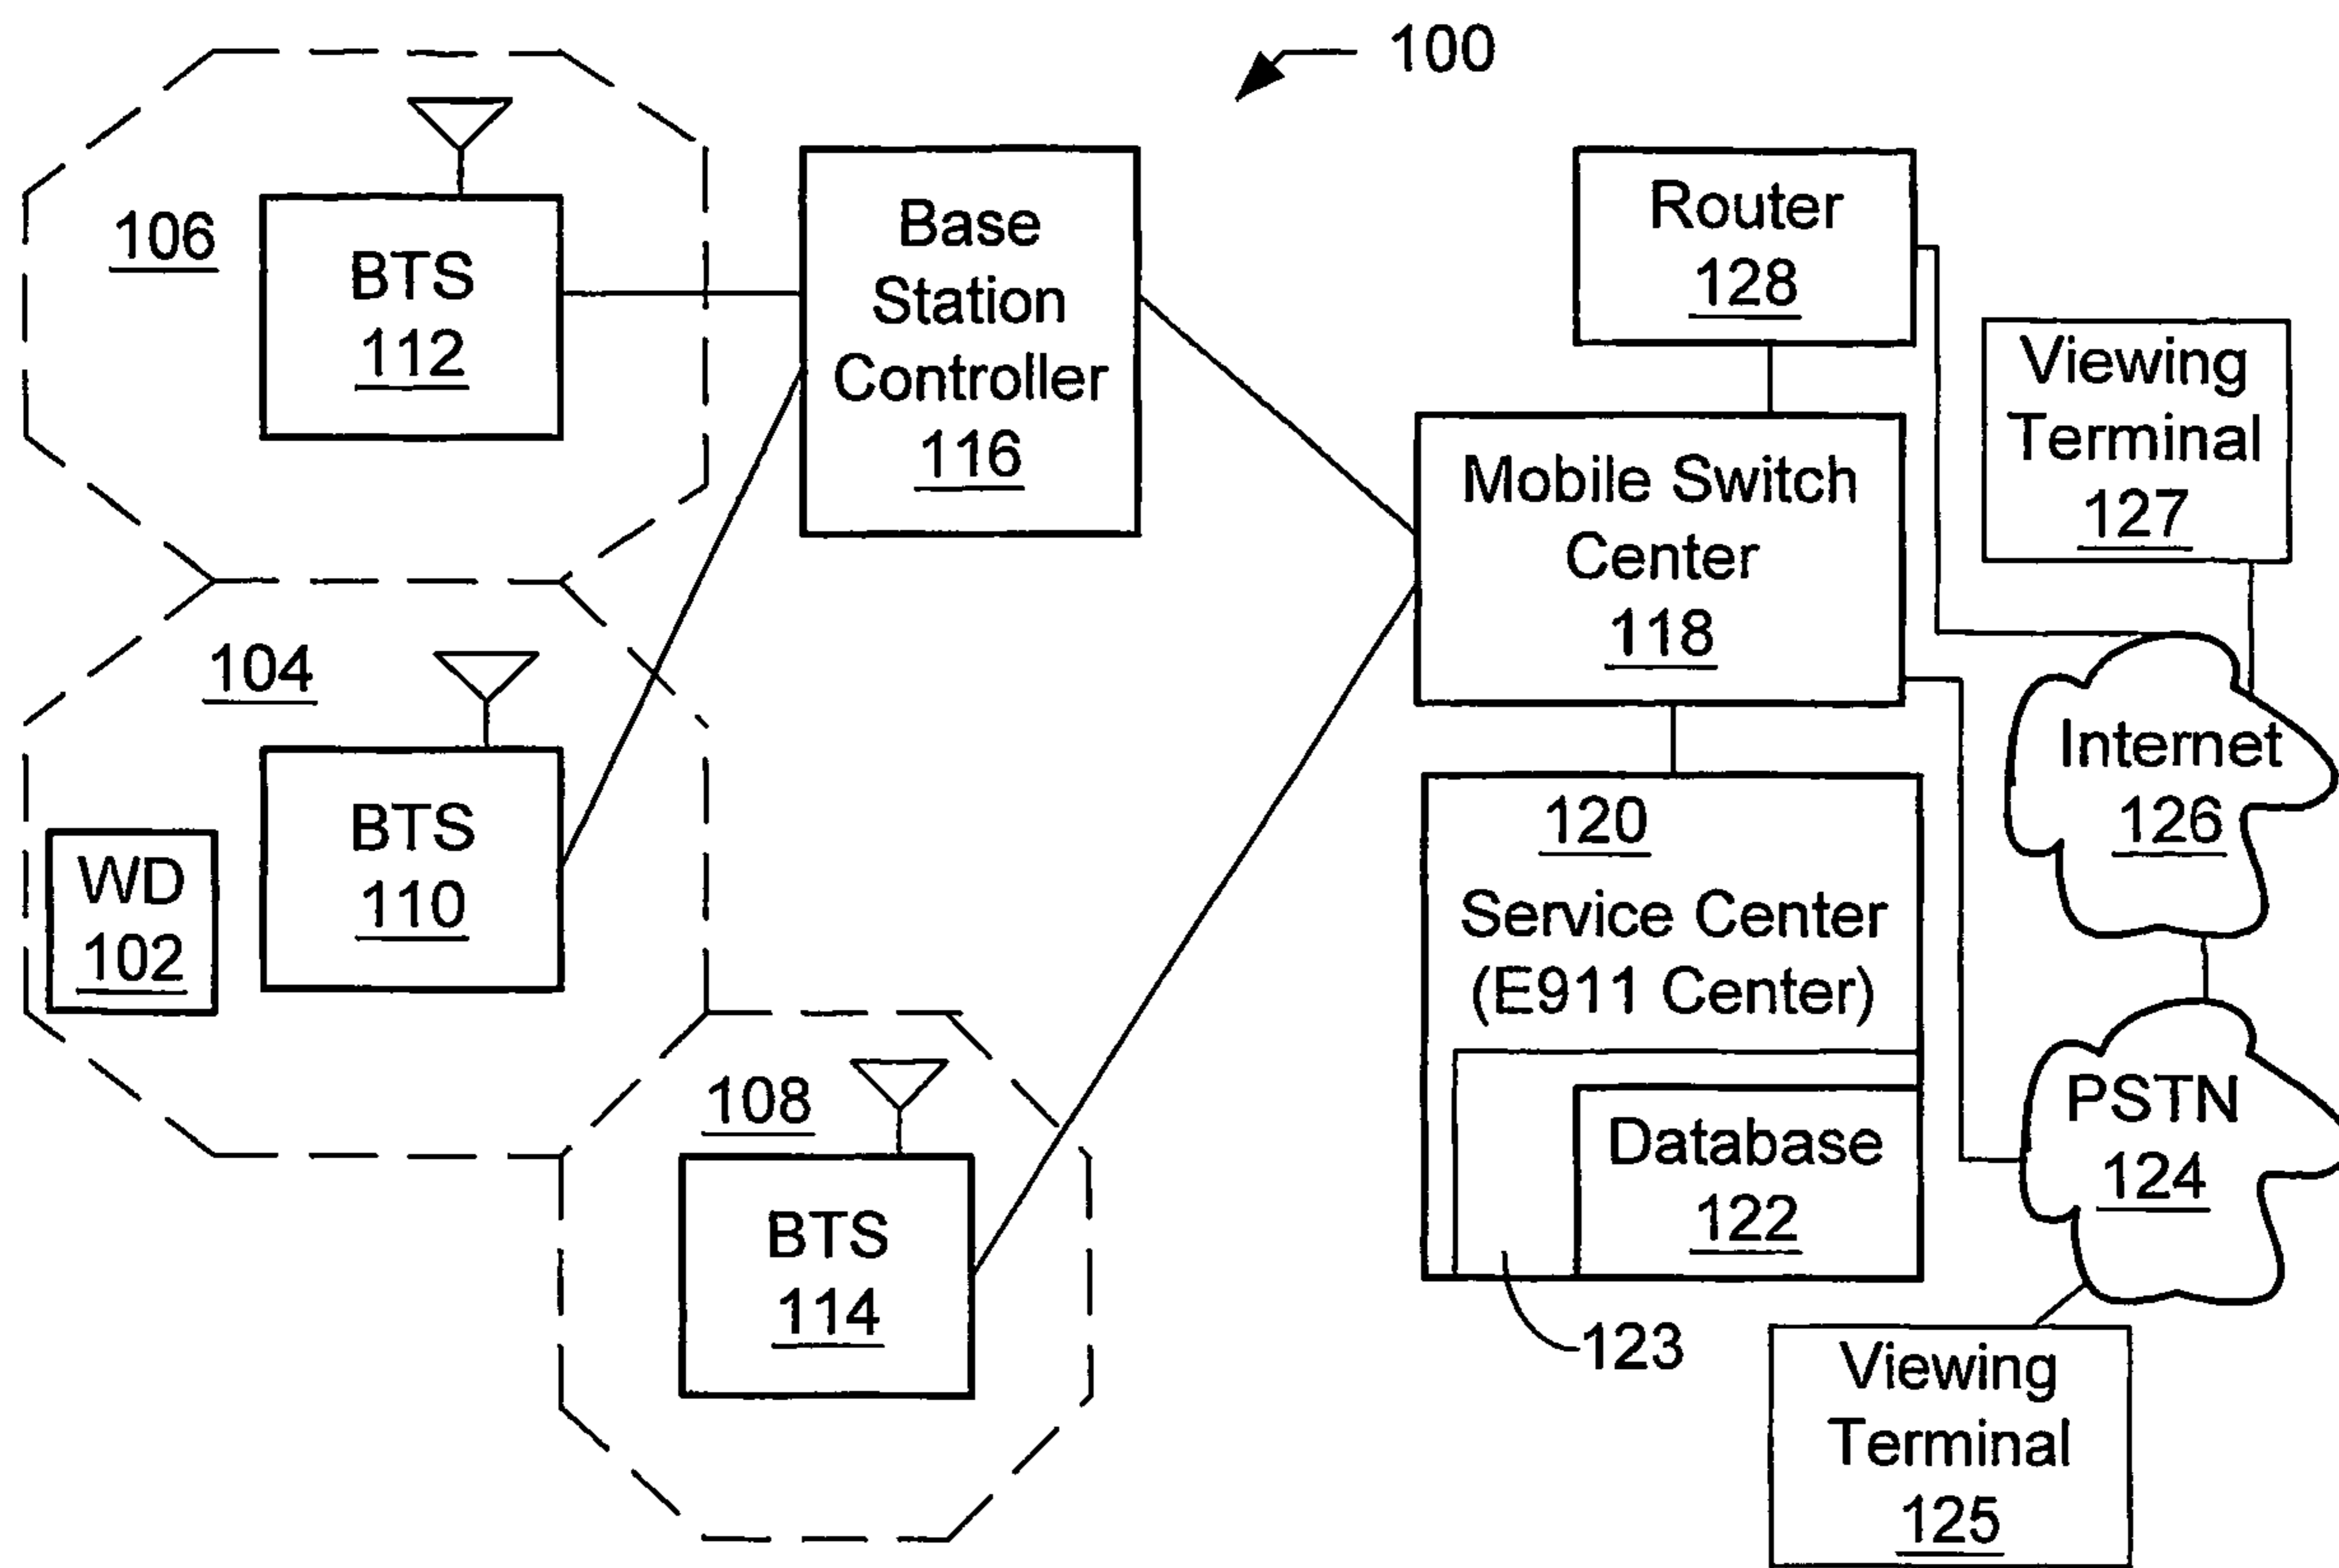 100
106
BTS
112
Base
Station
Controller
116
Router
128
Viewing
Terminal
127
Mobile Switch
Center
118
104
BTS
110
WD
102
Internet
126
120
Service Center
(E911 Center)
Database
122
123
PSTN
124
108
BTS
114
Viewing
Terminal
125